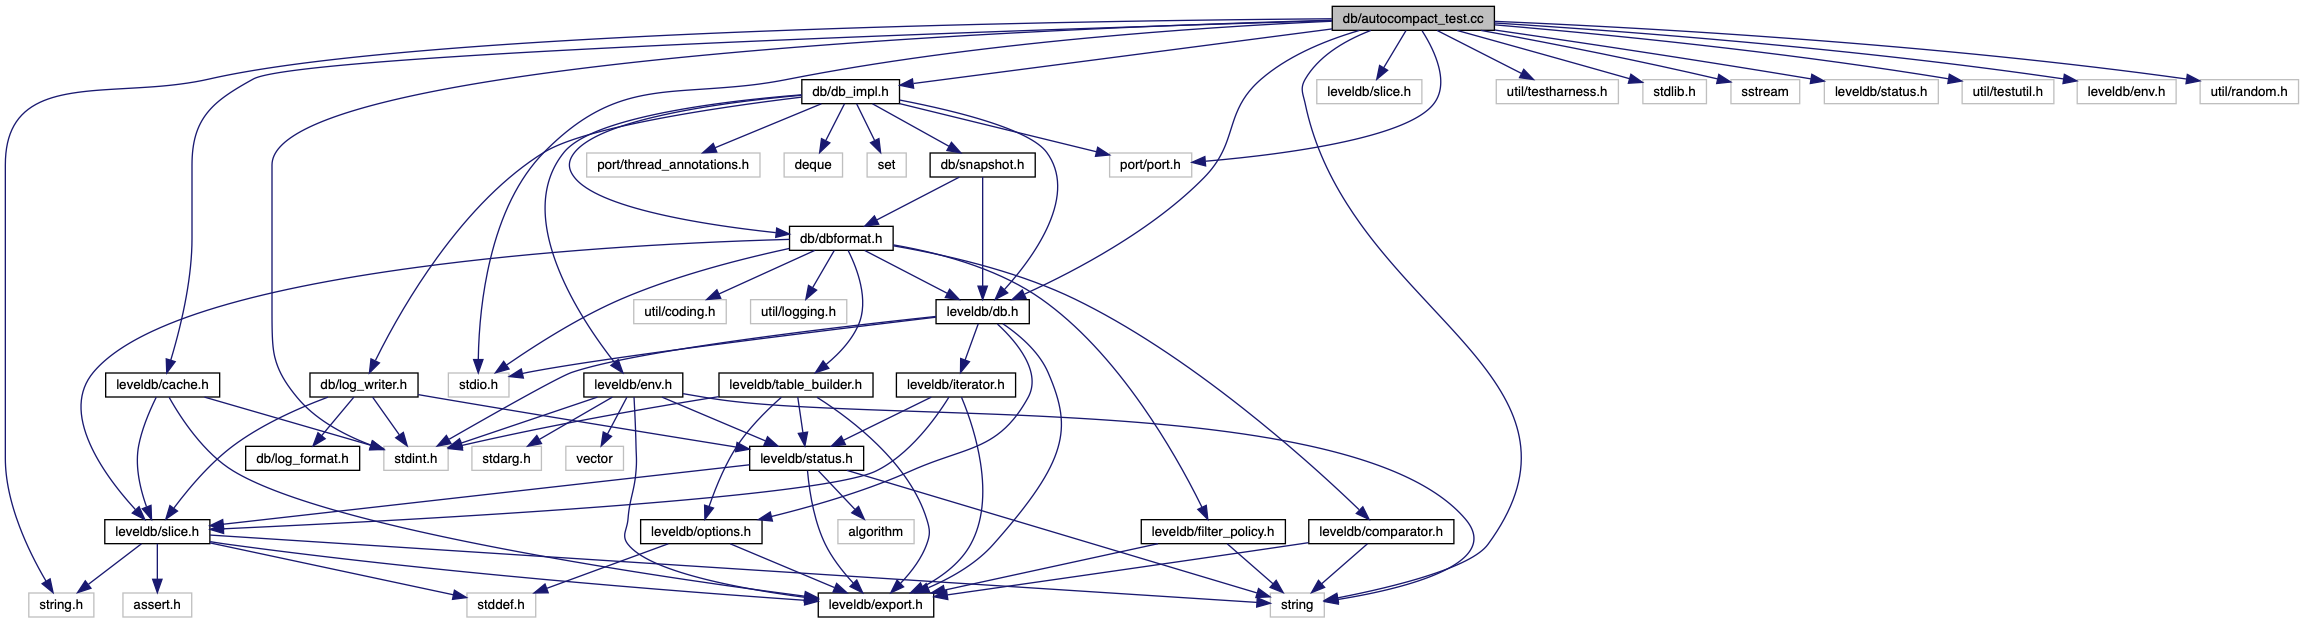 db/autocompact_test.cc
db/db_impl.h
leveldb/slice.h
util/testharness.h
stdlib.h
sstream
leveldb/status.h
util/testutil.h
leveldb/env.h
util/random.h
port/thread_annotations.h
deque
set
db/snapshot.h
port/port.h
db/dbformat.h
util/coding.h
util/logging.h
leveldb/db.h
leveldb/cache.h
db/log_writer.h
stdio.h
leveldb/env.h
leveldb/table_builder.h
leveldb/iterator.h
db/log_format.h
stdint.h
stdarg.h
vector
leveldb/status.h
leveldb/slice.h
leveldb/options.h
algorithm
leveldb/filter_policy.h
leveldb/comparator.h
string.h
assert.h
stddef.h
leveldb/export.h
string